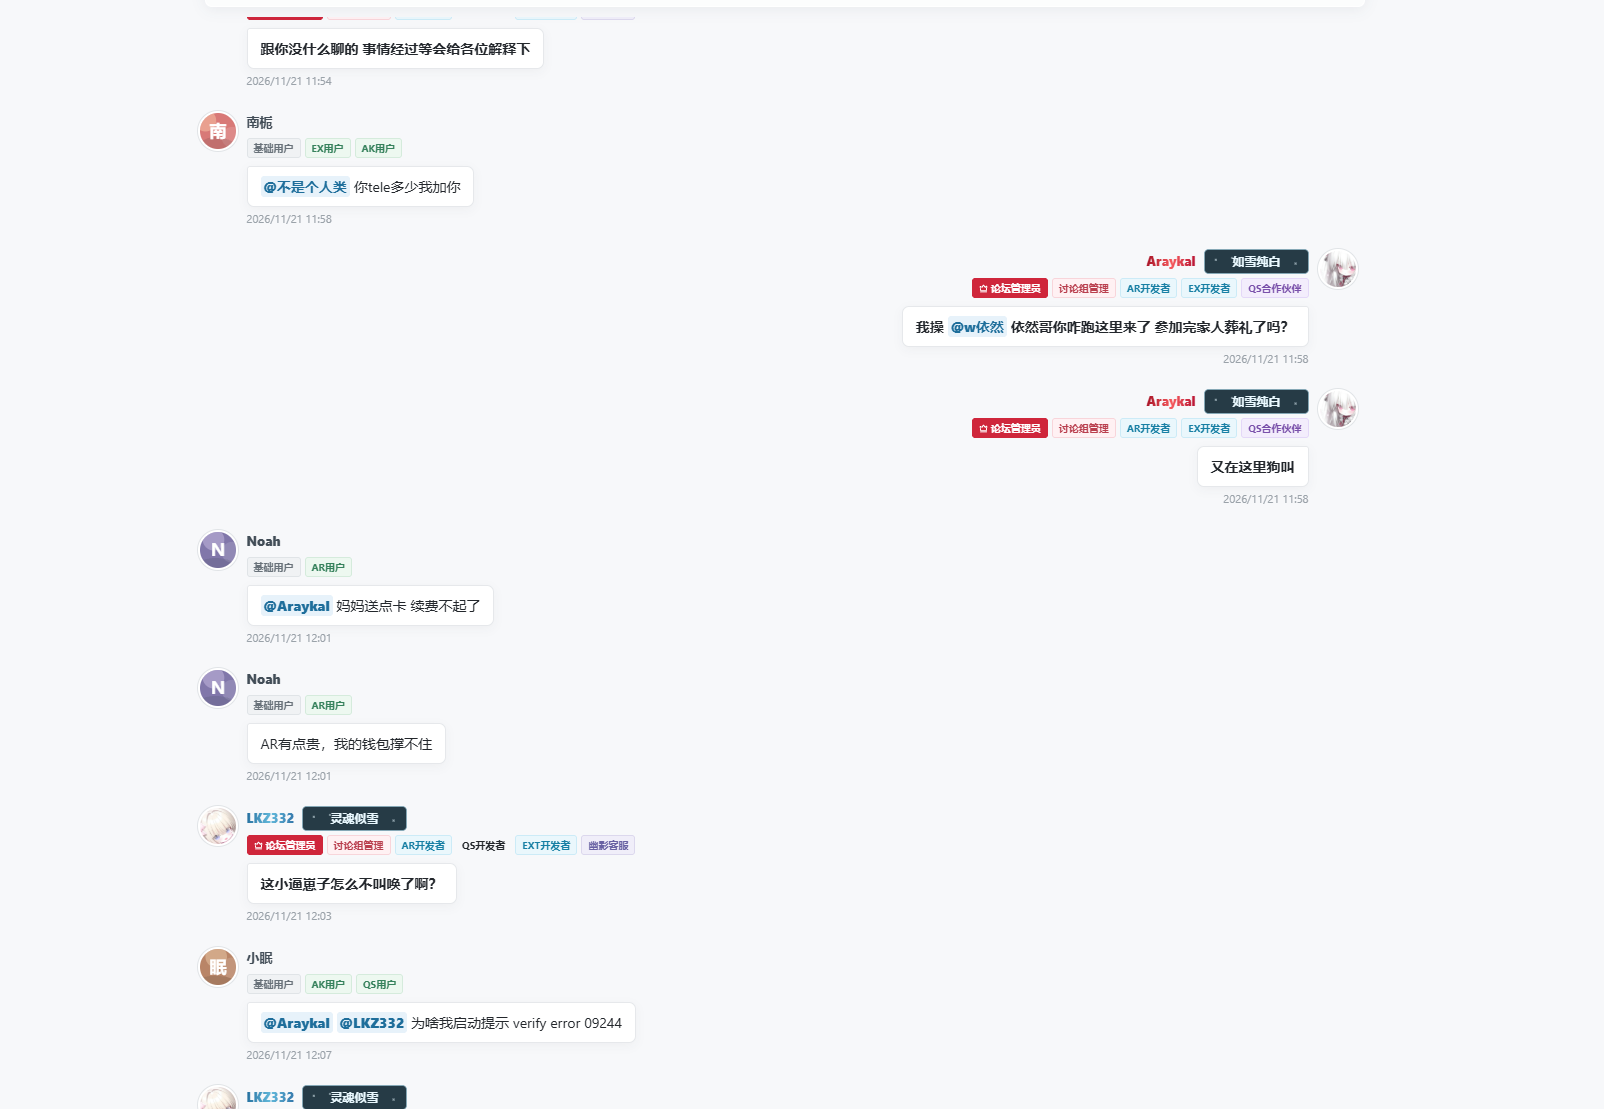 跟你没什么聊的 事情经过等会给各位解释下
2026/11/21 11:54
南
南栀
基础用户 EX用户 AK用户
@不是个人类 你tele多少我加你
2026/11/21 11:58
Araykal 如雪纯白
论坛管理员 讨论组管理 AR开发者 EX开发者 QS合作伙伴
我操 @w依然 依然哥你咋跑这里来了 参加完家人葬礼了吗？
2026/11/21 11:58
Araykal 如雪纯白
论坛管理员 讨论组管理 AR开发者 EX开发者 QS合作伙伴
又在这里狗叫
2026/11/21 11:58
N
Noah
基础用户 AR用户
@Araykal 妈妈送点卡 续费不起了
2026/11/21 12:01
N
Noah
基础用户 AR用户
AR有点贵，我的钱包撑不住
2026/11/21 12:01
LKZ332 灵魂似雪
论坛管理员 讨论组管理 AR开发者 QS开发者 EXT开发者 幽影客服
这小逼崽子怎么不叫唤了啊？
2026/11/21 12:03
眠
小眠
基础用户 AK用户 QS用户
@Araykal @LKZ332 为啥我启动提示 verify error 09244
2026/11/21 12:07
LKZ332 灵魂似雪